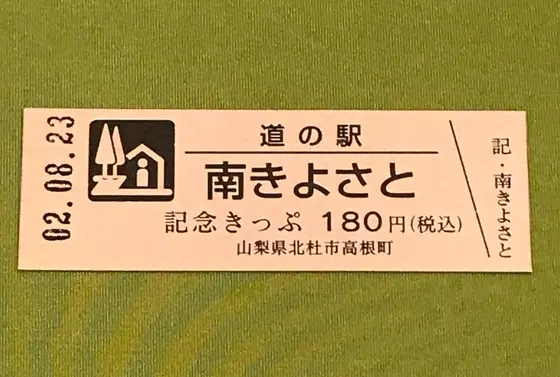 02.08.23
道の駅
南きよさと
記念きっぷ 180円(税込)
山梨県北杜市高根町
記・南きよさと